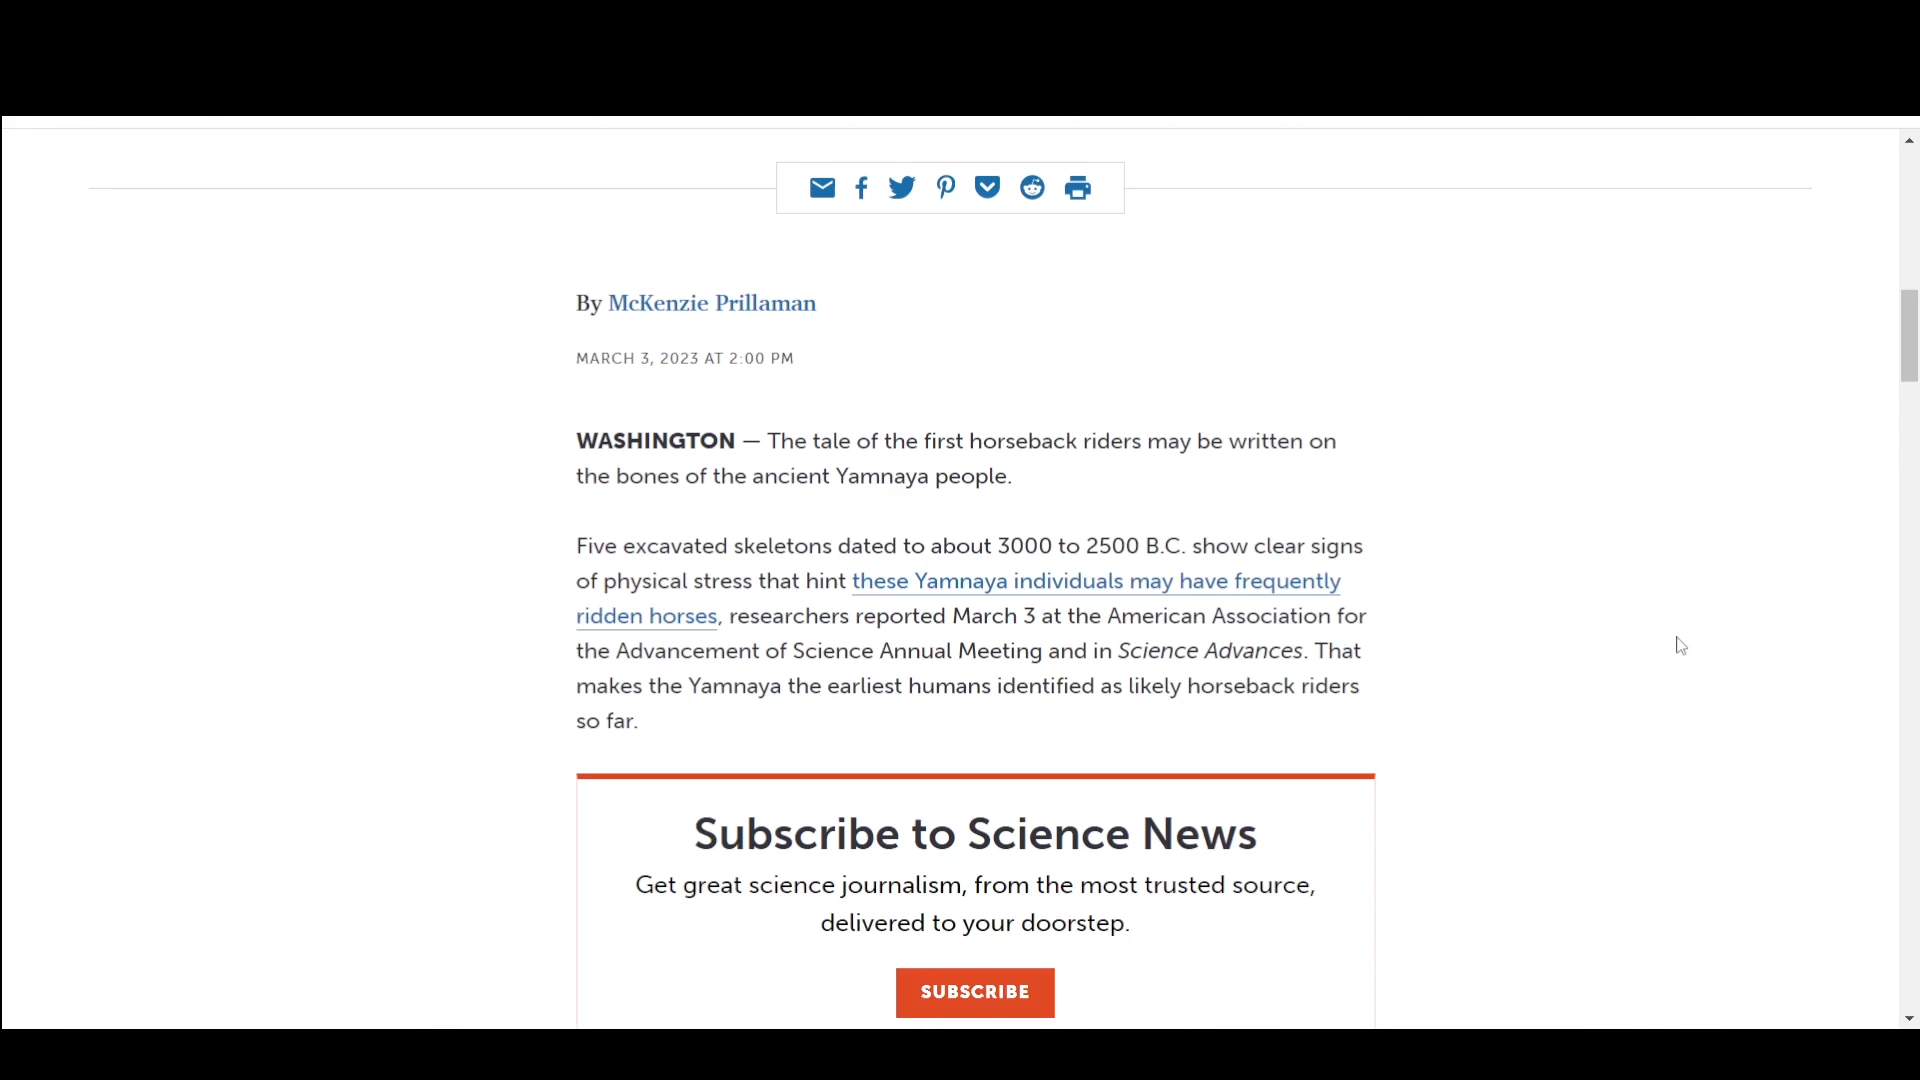 By McKenzie Prillaman
MARCH 3, 2023 AT 2:00 PM
WASHINGTON — The tale of the first horseback riders may be written on
the bones of the ancient Yamnaya people.
Five excavated skeletons dated to about 3000 to 2500 B.C. show clear signs
of physical stress that hint these Yamnaya individuals may have frequently
ridden horses, researchers reported March 3 at the American Association for
the Advancement of Science Annual Meeting and in Science Advances. That
makes the Yamnaya the earliest humans identified as likely horseback riders
so far.
Subscribe to Science News
Get great science journalism, from the most trusted source,
delivered to your doorstep.
SUBSCRIBE